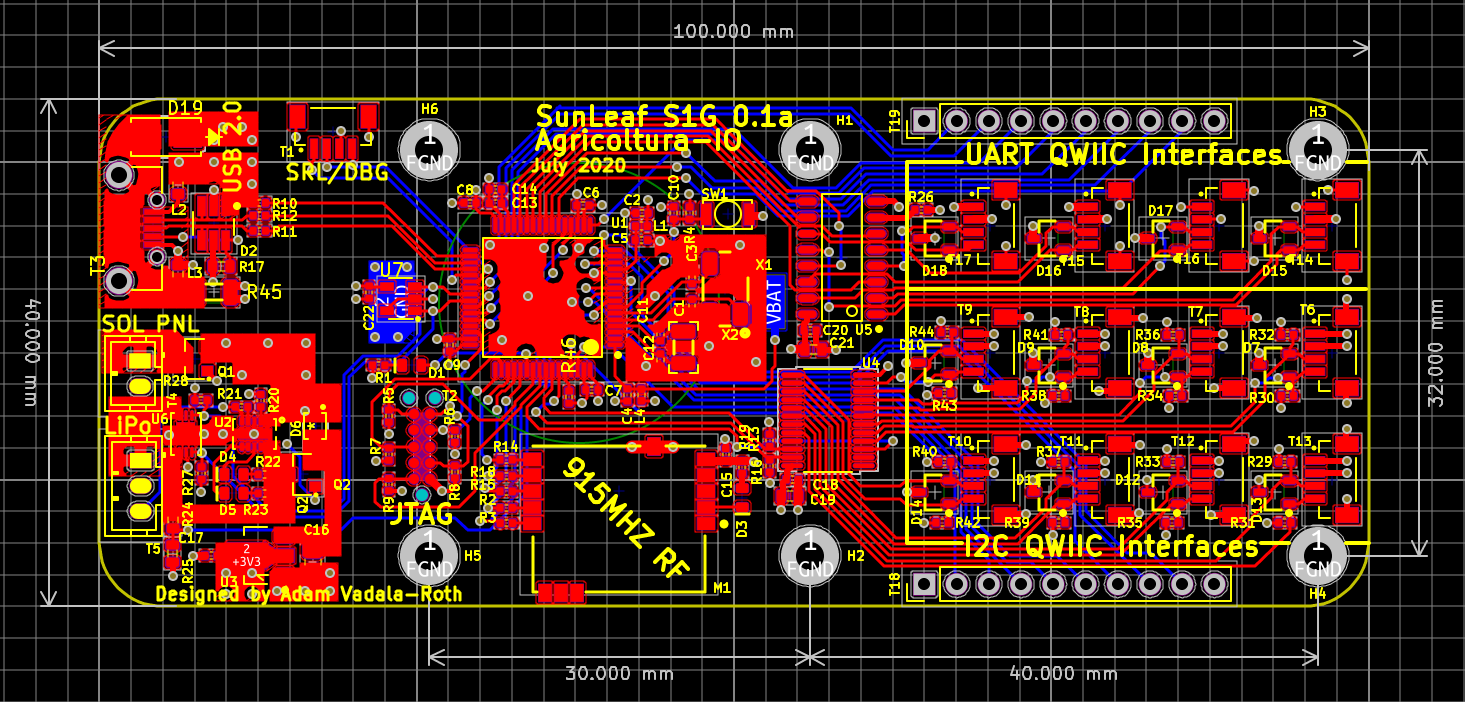 100.000 mm
D19
USB 2.0
T1
SRL/DBG
H6
SunLeaf S1G 0.1a
Agricoltura-IO
July 2020
H1
T19
H3
1
FGND
1
FGND
1
FGND
UART QWIIC Interfaces
L2
R10
R12
R11
D2
L3
R17
R45
T3
C8
C14
C13
C6
C2
U1
C5
L1
C10
R4
C3
SW1
X1
X2
C11
C1
C12
R26
D17
D18
T17
D16
T15
T16
D15
T14
U7
GND
C22
VBAT
C20
C21
U5
U4
SOL PNL
R28
Q1
T4
R21
R20
U6
U2
D6
LiPo
D4
R22
R27
D5
R23
Q2
Q2
R24
C17
C16
T5
R25
2
+3V3
U3
R1
D1
C9
R6
T2
R7
R8
R9
JTAG
C7
C4
L4
R14
R2
R3
915MHZ RF
M1
R19
R13
R16
C15
D3
C18
C19
T9
T8
T7
T6
R44
R41
R36
R32
D10
D9
D8
D7
R43
R38
R34
R30
T10
T11
T12
T13
R40
R37
R33
R29
D14
D13
R42
R39
R35
R31
I2C QWIIC Interfaces
1
FGND
H5
1
FGND
H2
1
FGND
H4
T18
Designed by Adam Vadala-Roth
40.000 mm
32.000 mm
30.000 mm
40.000 mm